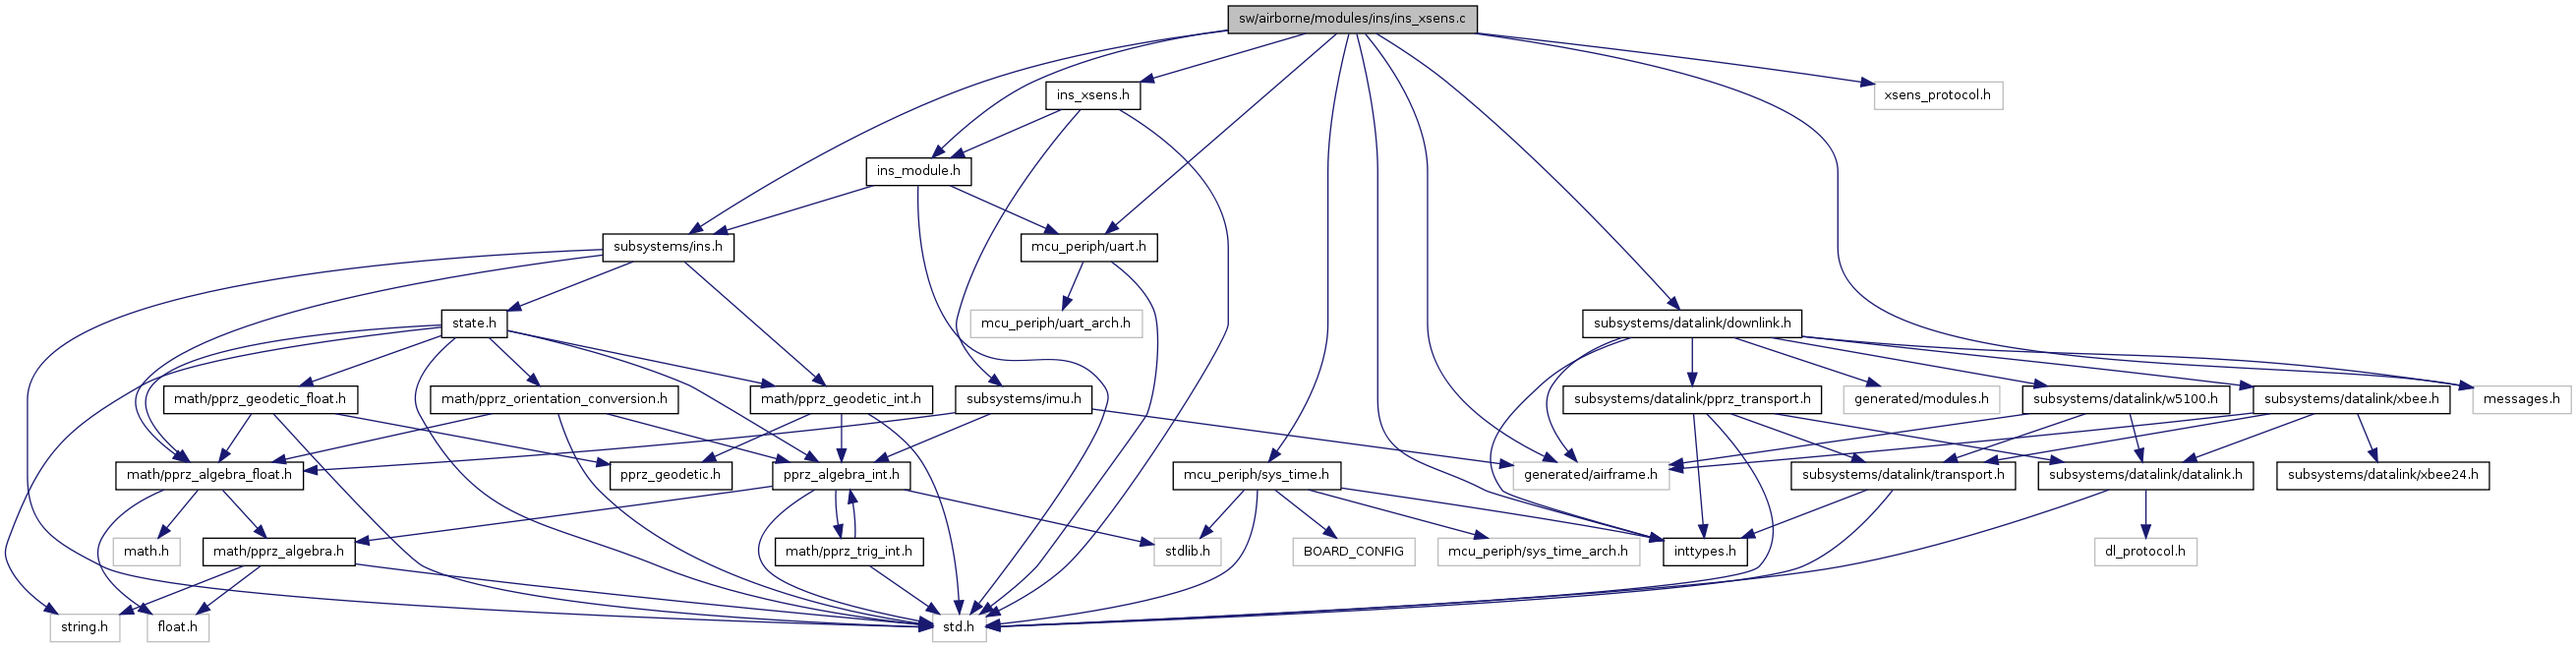 sw/airborne/modules/ins/ins_xsens.c
ins_xsens.h
xsens_protocol.h
ins_module.h
subsystems/ins.h
mcu_periph/uart.h
state.h
mcu_periph/uart_arch.h
subsystems/datalink/downlink.h
math/pprz_geodetic_float.h
math/pprz_orientation_conversion.h
math/pprz_geodetic_int.h
subsystems/imu.h
subsystems/datalink/pprz_transport.h
generated/modules.h
subsystems/datalink/w5100.h
subsystems/datalink/xbee.h
messages.h
math/pprz_algebra_float.h
pprz_geodetic.h
pprz_algebra_int.h
mcu_periph/sys_time.h
generated/airframe.h
subsystems/datalink/transport.h
subsystems/datalink/datalink.h
subsystems/datalink/xbee24.h
math.h
math/pprz_algebra.h
math/pprz_trig_int.h
stdlib.h
BOARD_CONFIG
mcu_periph/sys_time_arch.h
inttypes.h
dl_protocol.h
string.h
float.h
std.h